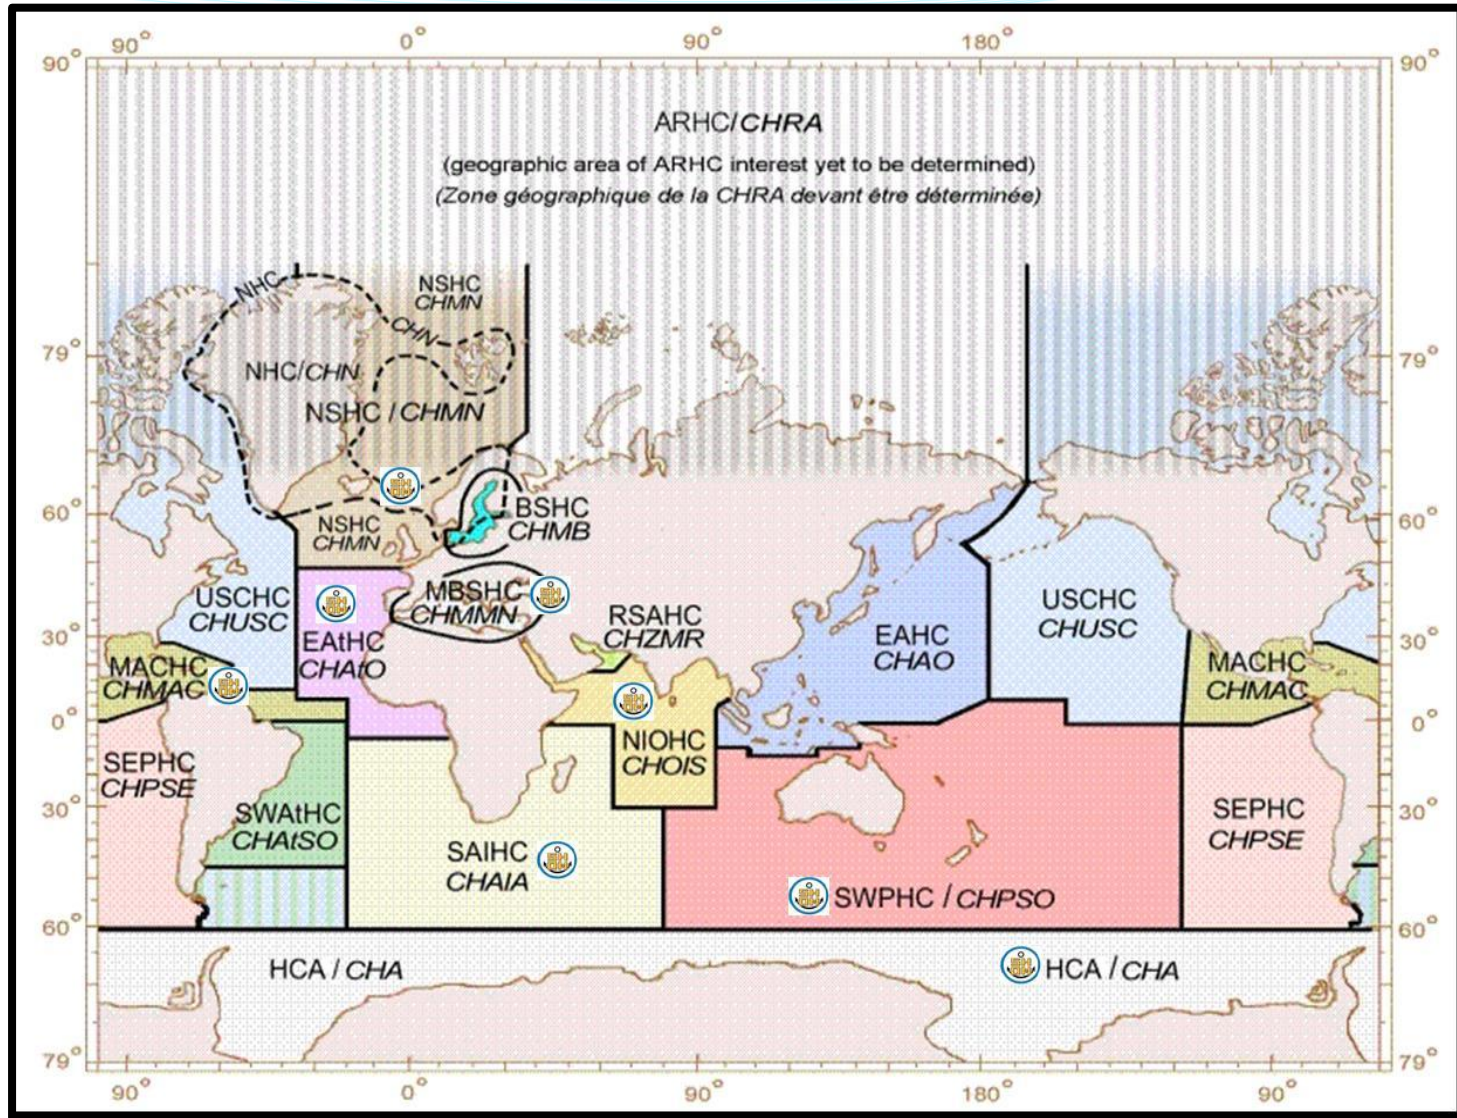 90° 0° 90° 180° 90°
90° 90°
ARHC/CHRA
(geographic area of ARHC interest yet to be determined)
(Zone géographique de la CHRA devant être déterminée)
NHC
CHN
NSHC
CHMN
79° 79°
NHC/CHN
NSHC / CHMN
60° 60°
NSHC
CHMN
BSHC
CHMB
MBSHC
CHMMN
USCHC
CHUSC
EAtHC
CHAtO
RSAHC
CHZMR
EAHC
CHAO
USCHC
CHUSC
30° 30°
MACHC
CHMAC
MACHC
CHMAC
0° 0°
SEPHC
CHPSE
NIOHC
CHOIS
30° 30°
SWAtHC
CHAtSO
SEPHC
CHPSE
SAIHC
CHAIA
SWPHC / CHPSO
60° 60°
HCA / CHA
HCA / CHA
79° 79°
90° 0° 90° 180° 90°